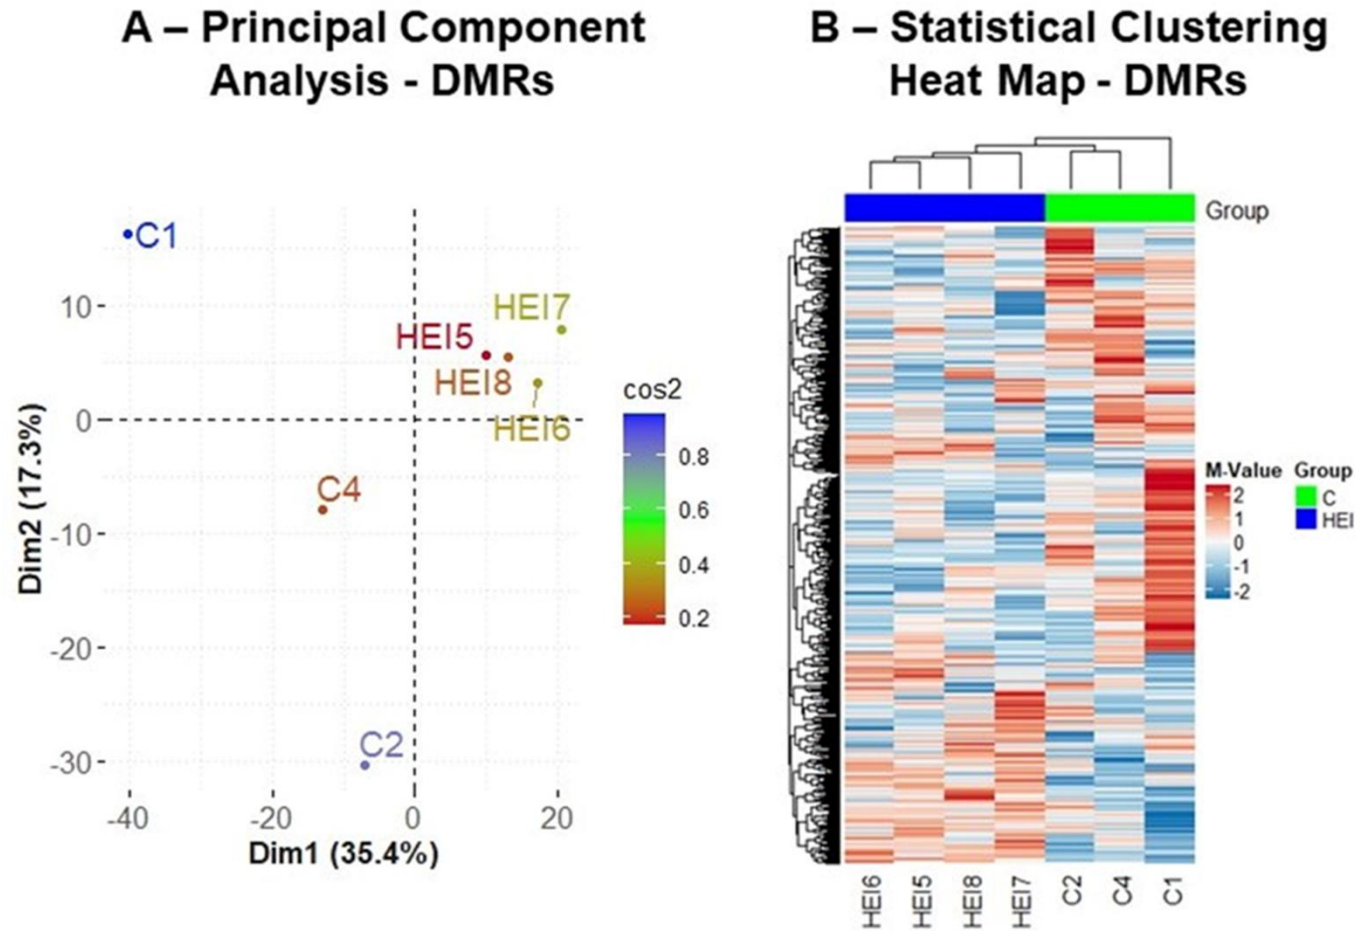 A – Principal Component
Analysis - DMRs
B – Statistical Clustering
Heat Map - DMRs
C1
HEI7
HEI5
HEI8
HEI6
C4
C2
10
0
-10
-20
-30
Dim2 (17.3%)
-40
-20
0
20
Dim1 (35.4%)
cos2
0.8
0.6
0.4
0.2
Group
M-Value
2
1
0
-1
-2
Group
C
HEI
HEI6
HEI5
HEI8
HEI7
C2
C4
C1